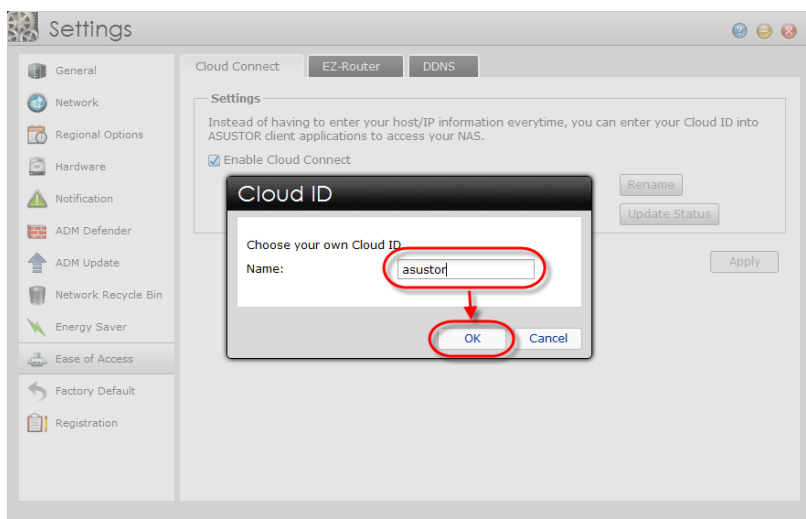 Settings
General
Network
Regional Options
Hardware
Notification
ADM Defender
ADM Update
Network Recycle Bin
Energy Saver
Ease of Access
Factory Default
Registration
Cloud Connect
EZ-Router
DDNS
Settings
Instead of having to enter your host/IP information everytime, you can enter your Cloud ID into
ASUSTOR client applications to access your NAS.
Enable Cloud Connect
Rename
Update Status
Apply
Cloud ID
Choose your own Cloud ID
Name:
asustor
OK
Cancel